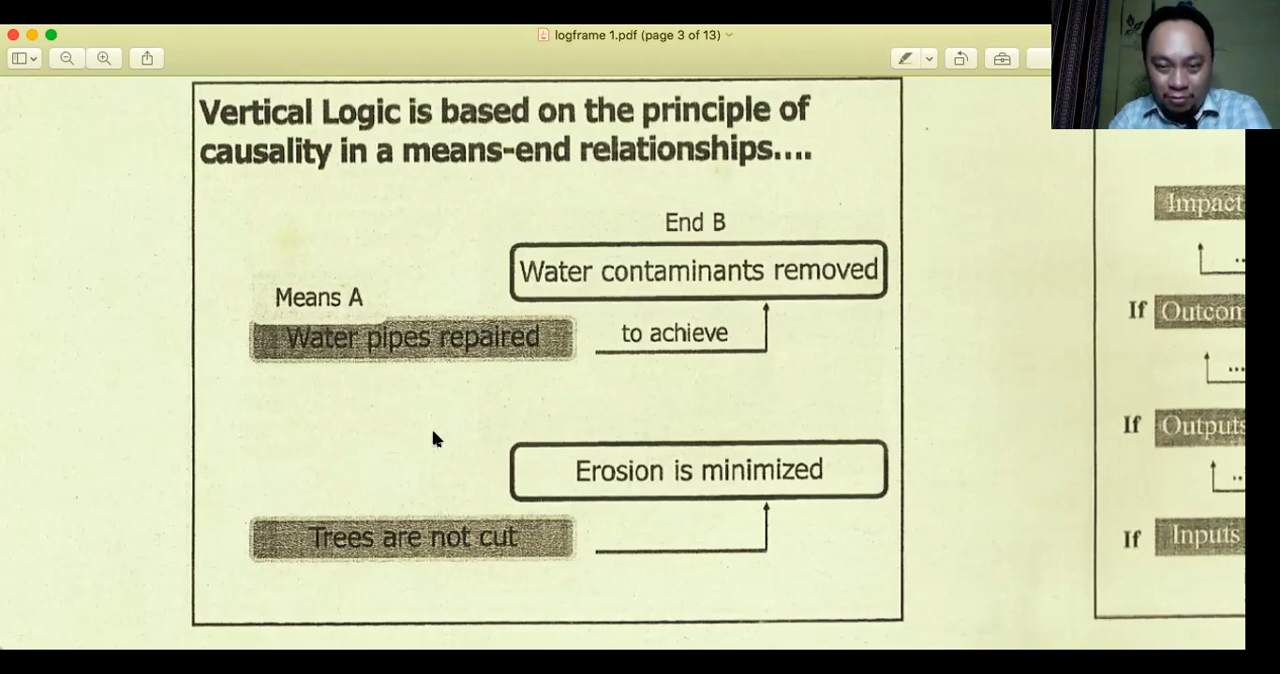 logframe 1.pdf (page 3 of 13)
Vertical Logic is based on the principle of
causality in a means-end relationships....
End B
Water contaminants removed
Means A
Water pipes repaired
to achieve
Erosion is minimized
Trees are not cut
Impact
..
If Outcom
...
If Outputs
..
If Inputs